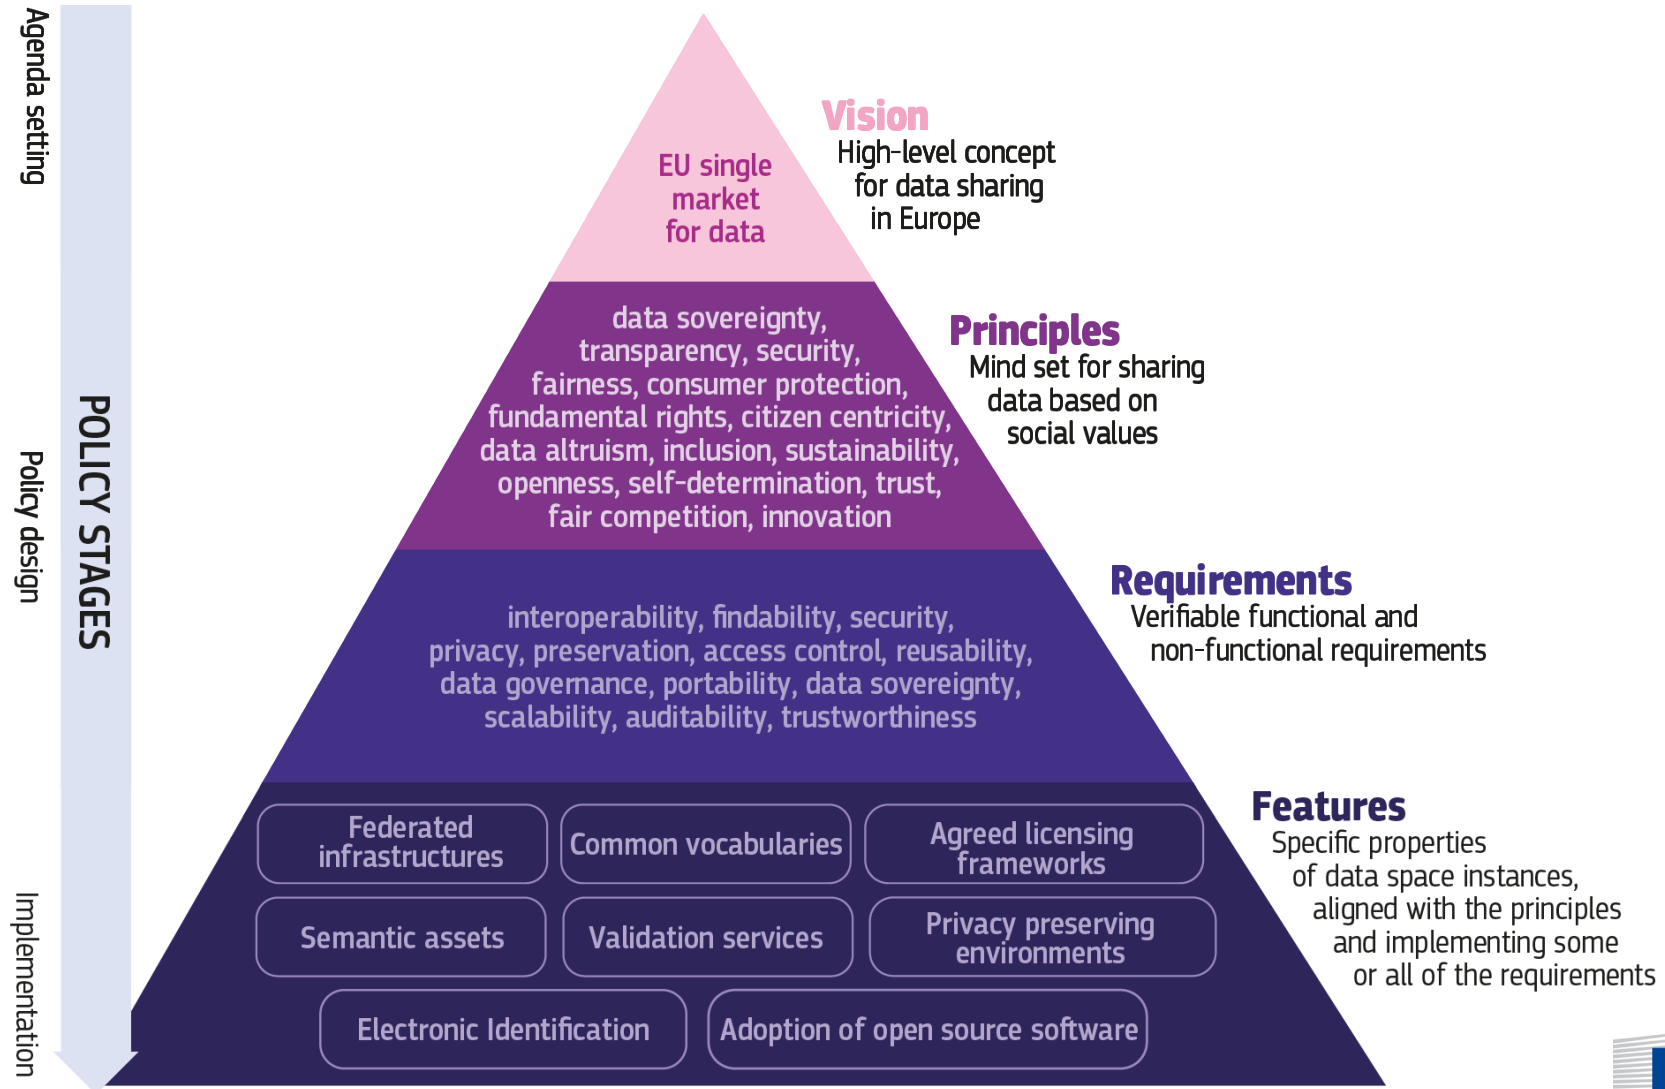 Agenda setting
Policy design
Implementation
POLICY STAGES
EU single
market
for data
Vision
High-level concept
for data sharing
in Europe
data sovereignty,
transparency, security,
fairness, consumer protection,
fundamental rights, citizen centricity,
data altruism, inclusion, sustainability,
openness, self-determination, trust,
fair competition, innovation
Principles
Mind set for sharing
data based on
social values
interoperability, findability, security,
privacy, preservation, access control, reusability,
data governance, portability, data sovereignty,
scalability, auditability, trustworthiness
Requirements
Verifiable functional and
non-functional requirements
Federated
infrastructures
Common vocabularies
Agreed licensing
frameworks
Semantic assets
Validation services
Privacy preserving
environments
Electronic Identification
Adoption of open source software
Features
Specific properties
of data space instances,
aligned with the principles
and implementing some
or all of the requirements